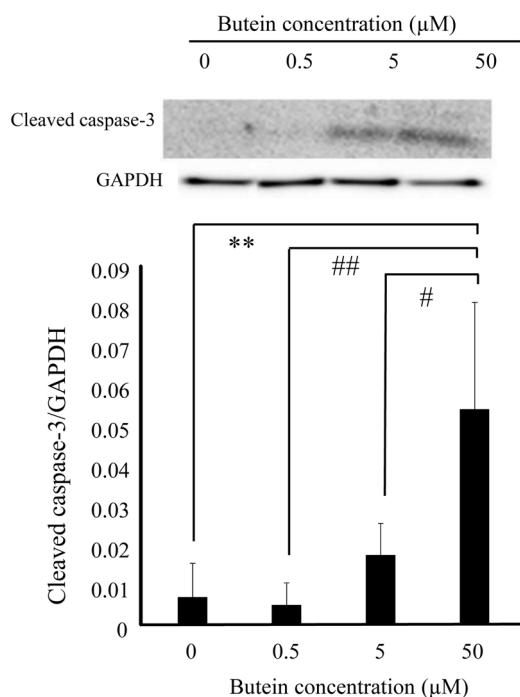 Butein concentration (μM)
0 0.5 5 50
Cleaved caspase-3
GAPDH
**
##
#
0.09
0.08
0.07
0.06
0.05
0.04
0.03
0.02
0.01
0
Cleaved caspase-3/GAPDH
0 0.5 5 50
Butein concentration (μM)